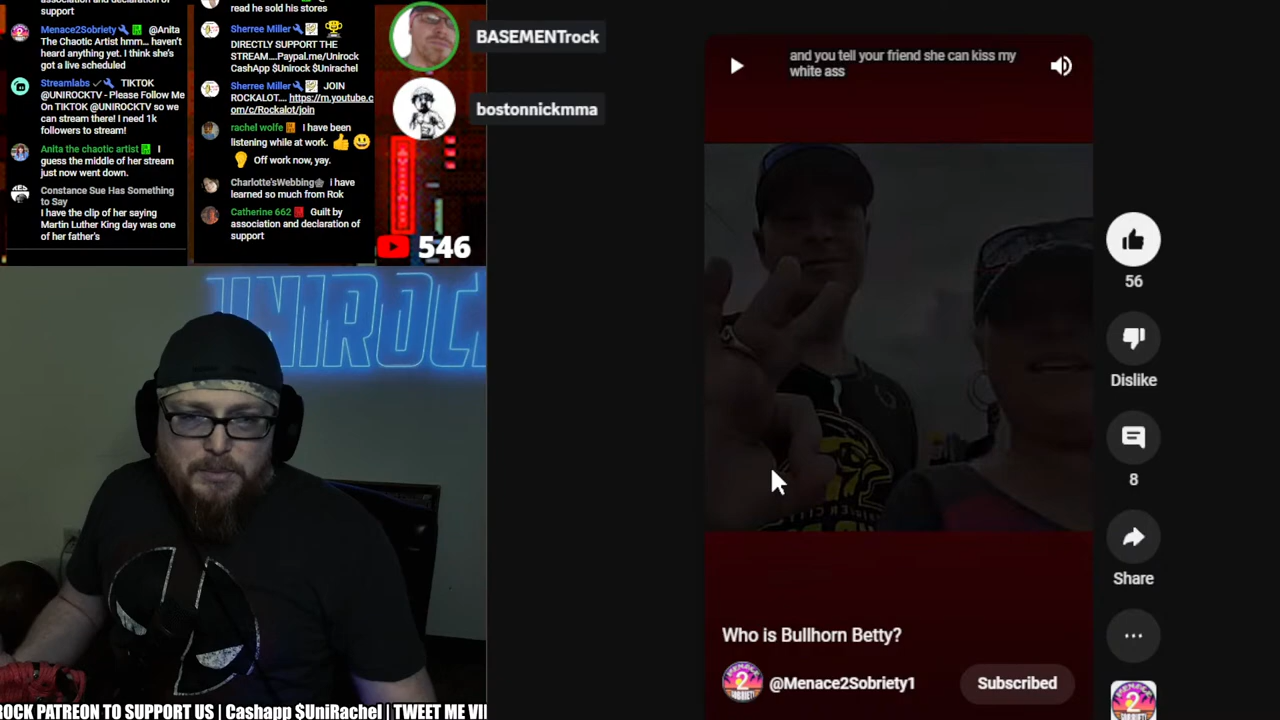 support
Menace2Sobriety @Anita
The Chaotic Artist hmm... haven't
heard anything yet. I think she's
got a live scheduled
Streamlabs TIKTOK
@UNIROCKTV - Please Follow Me
On TIKTOK @UNIROCKTV so we
can stream there! I need 1k
followers to stream!
Anita the chaotic artist I
guess the middle of her stream
just now went down.
Constance Sue Has Something
to Say
I have the clip of her saying
Martin Luther King day was one
of her father's
read he sold his stores
Sherree Miller
DIRECTLY SUPPORT THE
STREAM....Paypal.me/Unirock
CashApp $Unirock $Unirachel
Sherree Miller JOIN
ROCKALOT.... https://m.youtube.c
om/c/Rockalot/join
rachel wolfe I have been
listening while at work.
Off work now, yay.
Charlotte'sWebbing i have
learned so much from Rok
Catherine 662 Guilt by
association and declaration of
support
546
BASEMENTrock
bostonnickmma
UNIROCK
and you tell your friend she can kiss my
white ass
56
Dislike
8
Share
Who is Bullhorn Betty?
@Menace2Sobriety1
Subscribed
ROCK PATREON TO SUPPORT US | Cashapp $UniRachel | TWEET ME VI